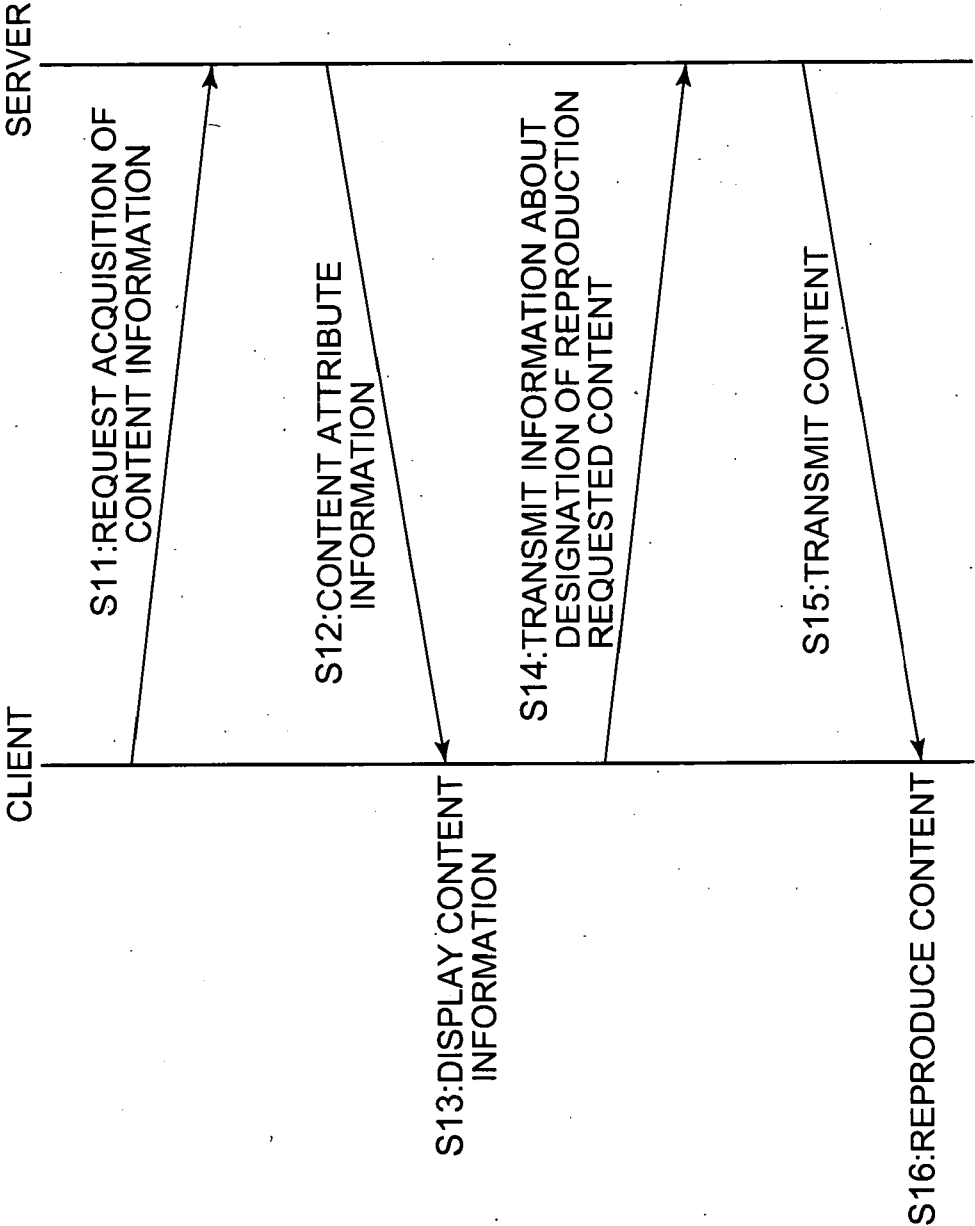 CLIENT
SERVER
S11:REQUEST ACQUISITION OF
CONTENT INFORMATION
S12:CONTENT ATTRIBUTE
INFORMATION
S13:DISPLAY CONTENT
INFORMATION
S14:TRANSMIT INFORMATION ABOUT
DESIGNATION OF REPRODUCTION
REQUESTED CONTENT
S15:TRANSMIT CONTENT
S16:REPRODUCE CONTENT